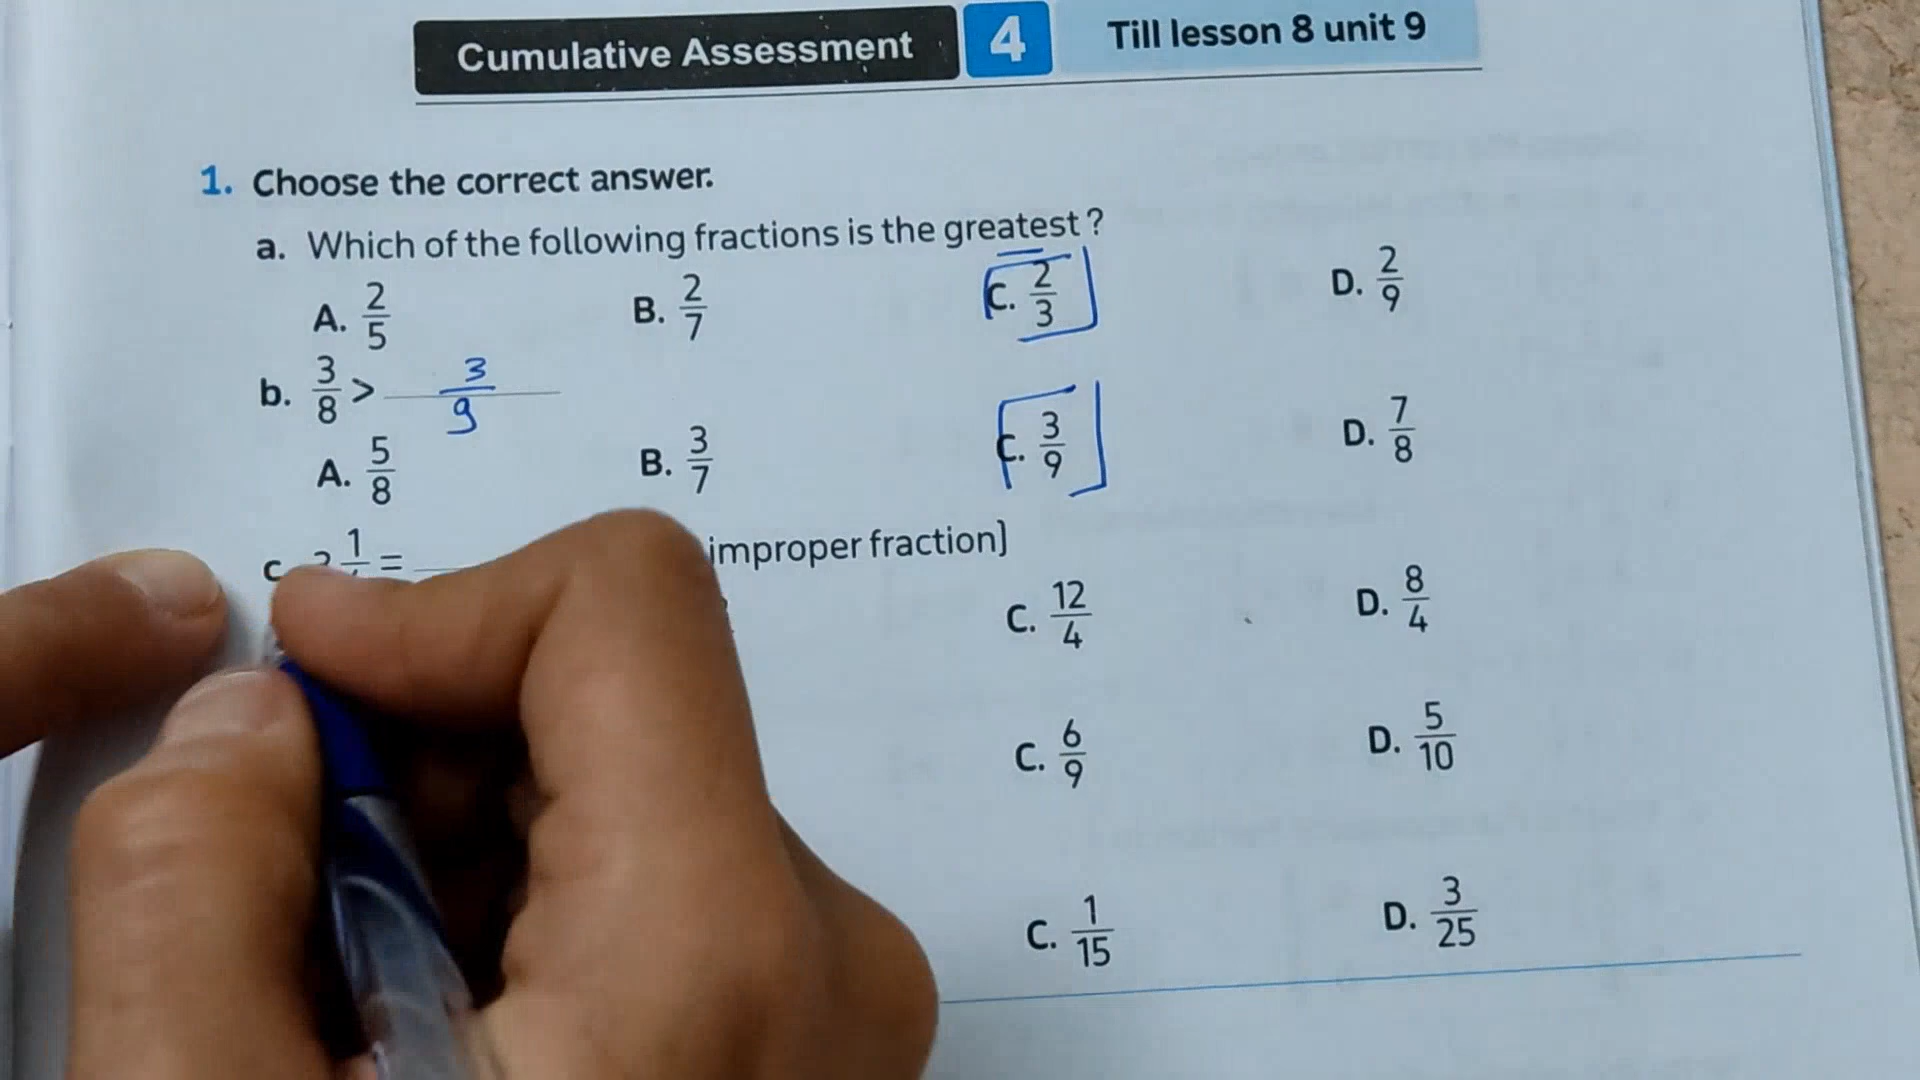 Cumulative Assessment 4 Till lesson 8 unit 9
1. Choose the correct answer.
a. Which of the following fractions is the greatest?
A. 2/5 B. 2/7 C. 2/3 D. 2/9
b. 3/8 > 3/9
A. 5/8 B. 3/7 C. 3/9 D. 7/8
c. = improper fraction]
C. 12/4 D. 8/4
C. 6/9 D. 5/10
C. 1/15 D. 3/25